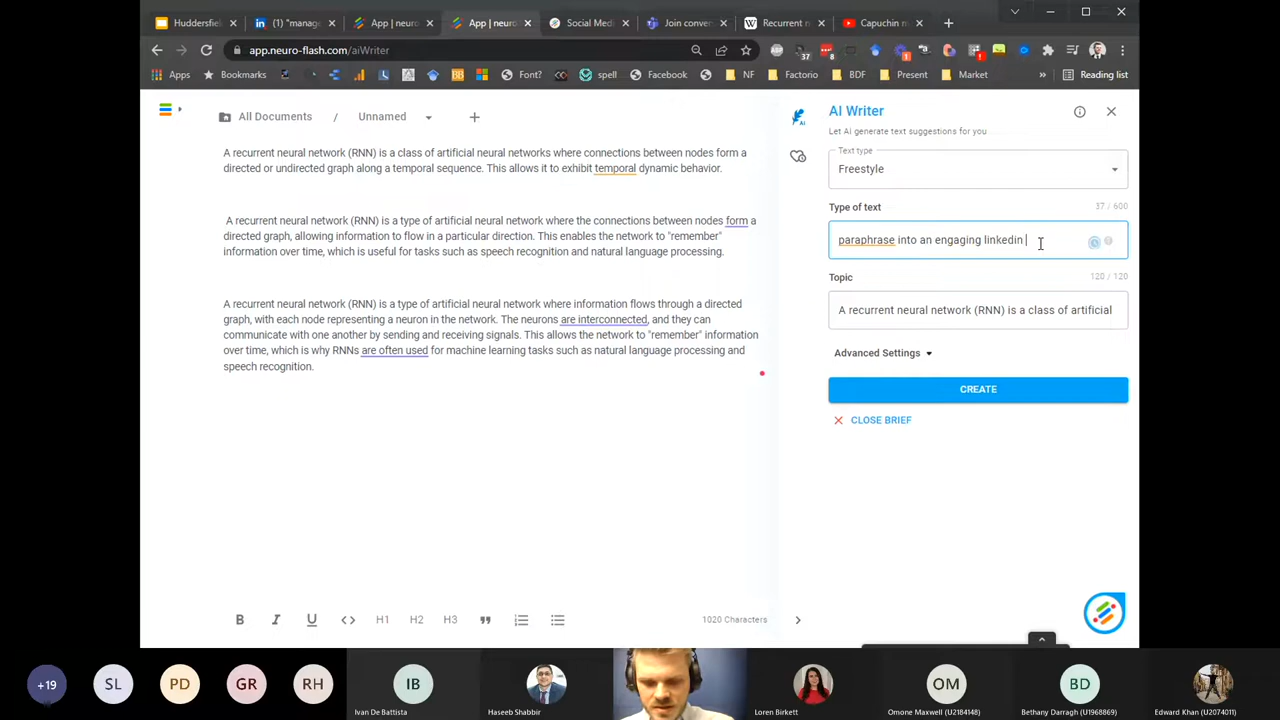 Huddersfield
(1) "manage
App | neuro
App | neuro
Social Med
Join conver
Recurrent n
Capuchin m
app.neuro-flash.com/aiWriter
37
8
1
Apps
Bookmarks
Font?
spell
Facebook
NF
Factorio
BDF
Present
Market
Reading list
All Documents / Unnamed
A recurrent neural network (RNN) is a class of artificial neural networks where connections between nodes form a
directed or undirected graph along a temporal sequence. This allows it to exhibit temporal dynamic behavior.
A recurrent neural network (RNN) is a type of artificial neural network where the connections between nodes form a
directed graph, allowing information to flow in a particular direction. This enables the network to "remember"
information over time, which is useful for tasks such as speech recognition and natural language processing.
A recurrent neural network (RNN) is a type of artificial neural network where information flows through a directed
graph, with each node representing a neuron in the network. The neurons are interconnected, and they can
communicate with one another by sending and receiving signals. This allows the network to "remember" information
over time, which is why RNNs are often used for machine learning tasks such as natural language processing and
speech recognition.
B
H1
H2
H3
1020 Characters
AI
AI Writer
Let Ai generate text suggestions for you
Text type
Freestyle
Type of text
37 / 600
paraphrase into an engaging linkedin
Topic
120 / 120
A recurrent neural network (RNN) is a class of artificial
Advanced Settings
CREATE
CLOSE BRIEF
+19
SL
PD
GR
RH
IB
Ivan De Battista
Haseeb Shabbir
Loren Birkett
OM
Omone Maxwell (U2184148)
BD
Bethany Darragh (U1968869)
Edward Khan (U2074011)